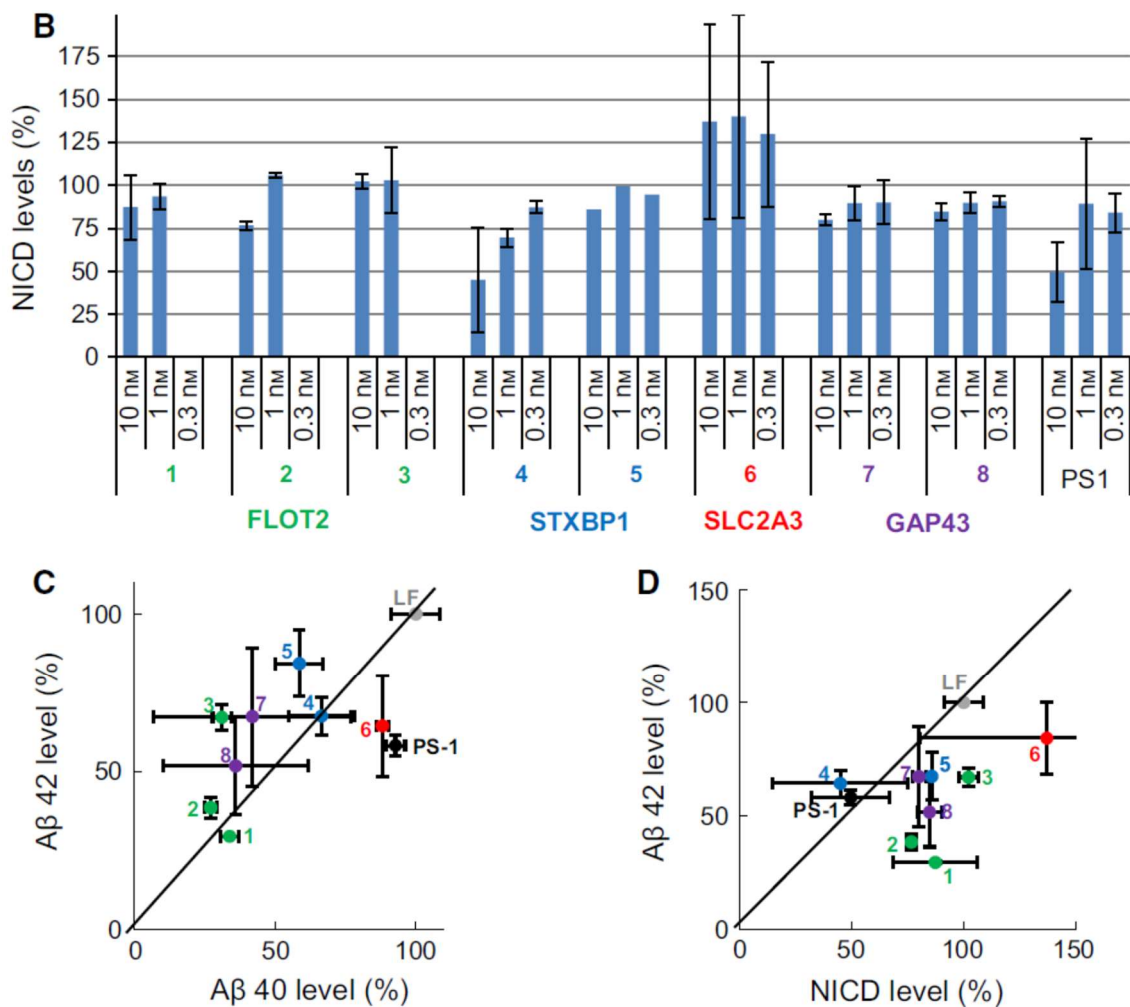 B
NICD levels (%)
175
150
125
100
75
50
25
0
10 nM 1 nM 0.3 nM 10 nM 1 nM 0.3 nM 10 nM 1 nM 0.3 nM 10 nM 1 nM 0.3 nM 10 nM 1 nM 0.3 nM 10 nM 1 nM 0.3 nM 10 nM 1 nM 0.3 nM 10 nM 1 nM 0.3 nM 10 nM 1 nM 0.3 nM
1 2 3 4 5 6 7 8 PS1
FLOT2 STXBP1 SLC2A3 GAP43
C
Aβ 42 level (%)
100
50
0
LF
5
3
7
4
6
PS-1
8
2
1
0 50 100
Aβ 40 level (%)
D
Aβ 42 level (%)
150
100
50
0
LF
6
4
7
5
3
PS-1
8
2
1
0 50 100 150
NICD level (%)